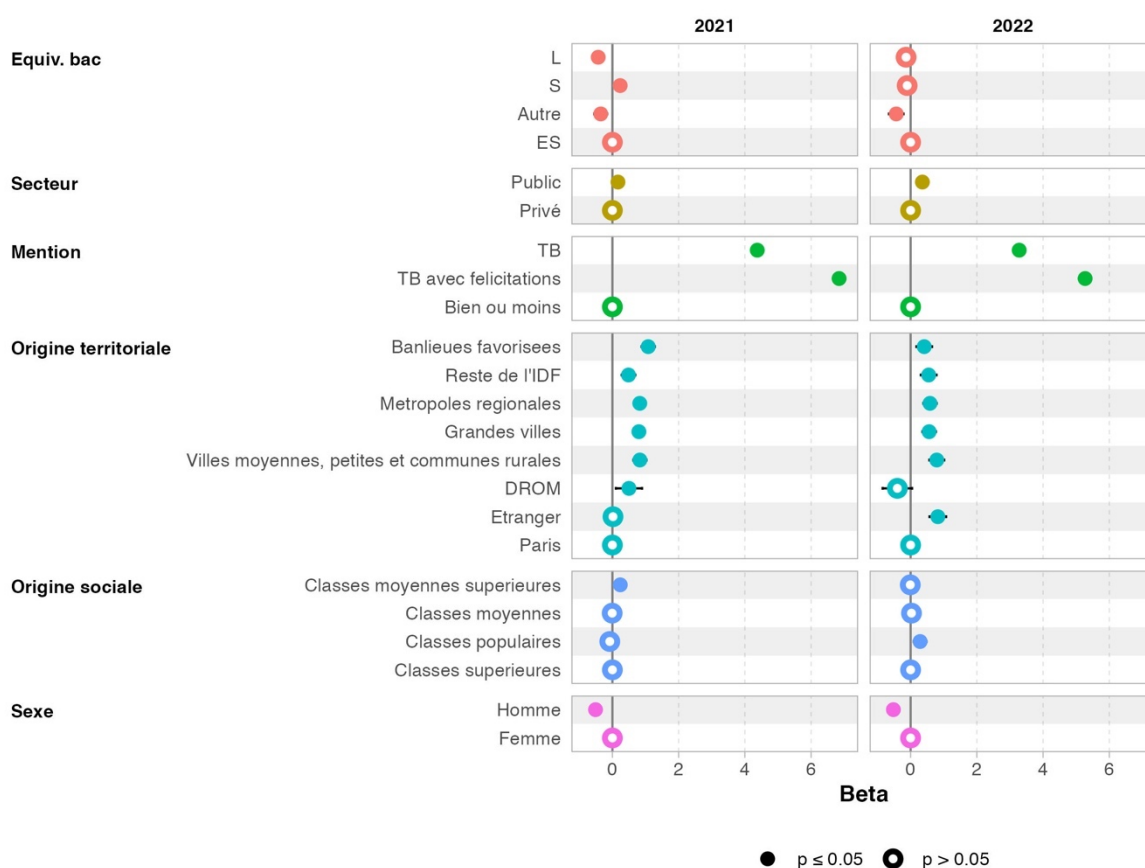 2021 2022
Equiv. bac L
S
Autre
ES
Secteur Public
Privé
Mention TB
TB avec felicitations
Bien ou moins
Origine territoriale Banlieues favorisees
Reste de l'IDF
Metropoles regionales
Grandes villes
Villes moyennes, petites et communes rurales
DROM
Etranger
Paris
Origine sociale Classes moyennes superieures
Classes moyennes
Classes populaires
Classes superieures
Sexe Homme
Femme
0 2 4 6 0 2 4 6
Beta
p ≤ 0.05 p > 0.05